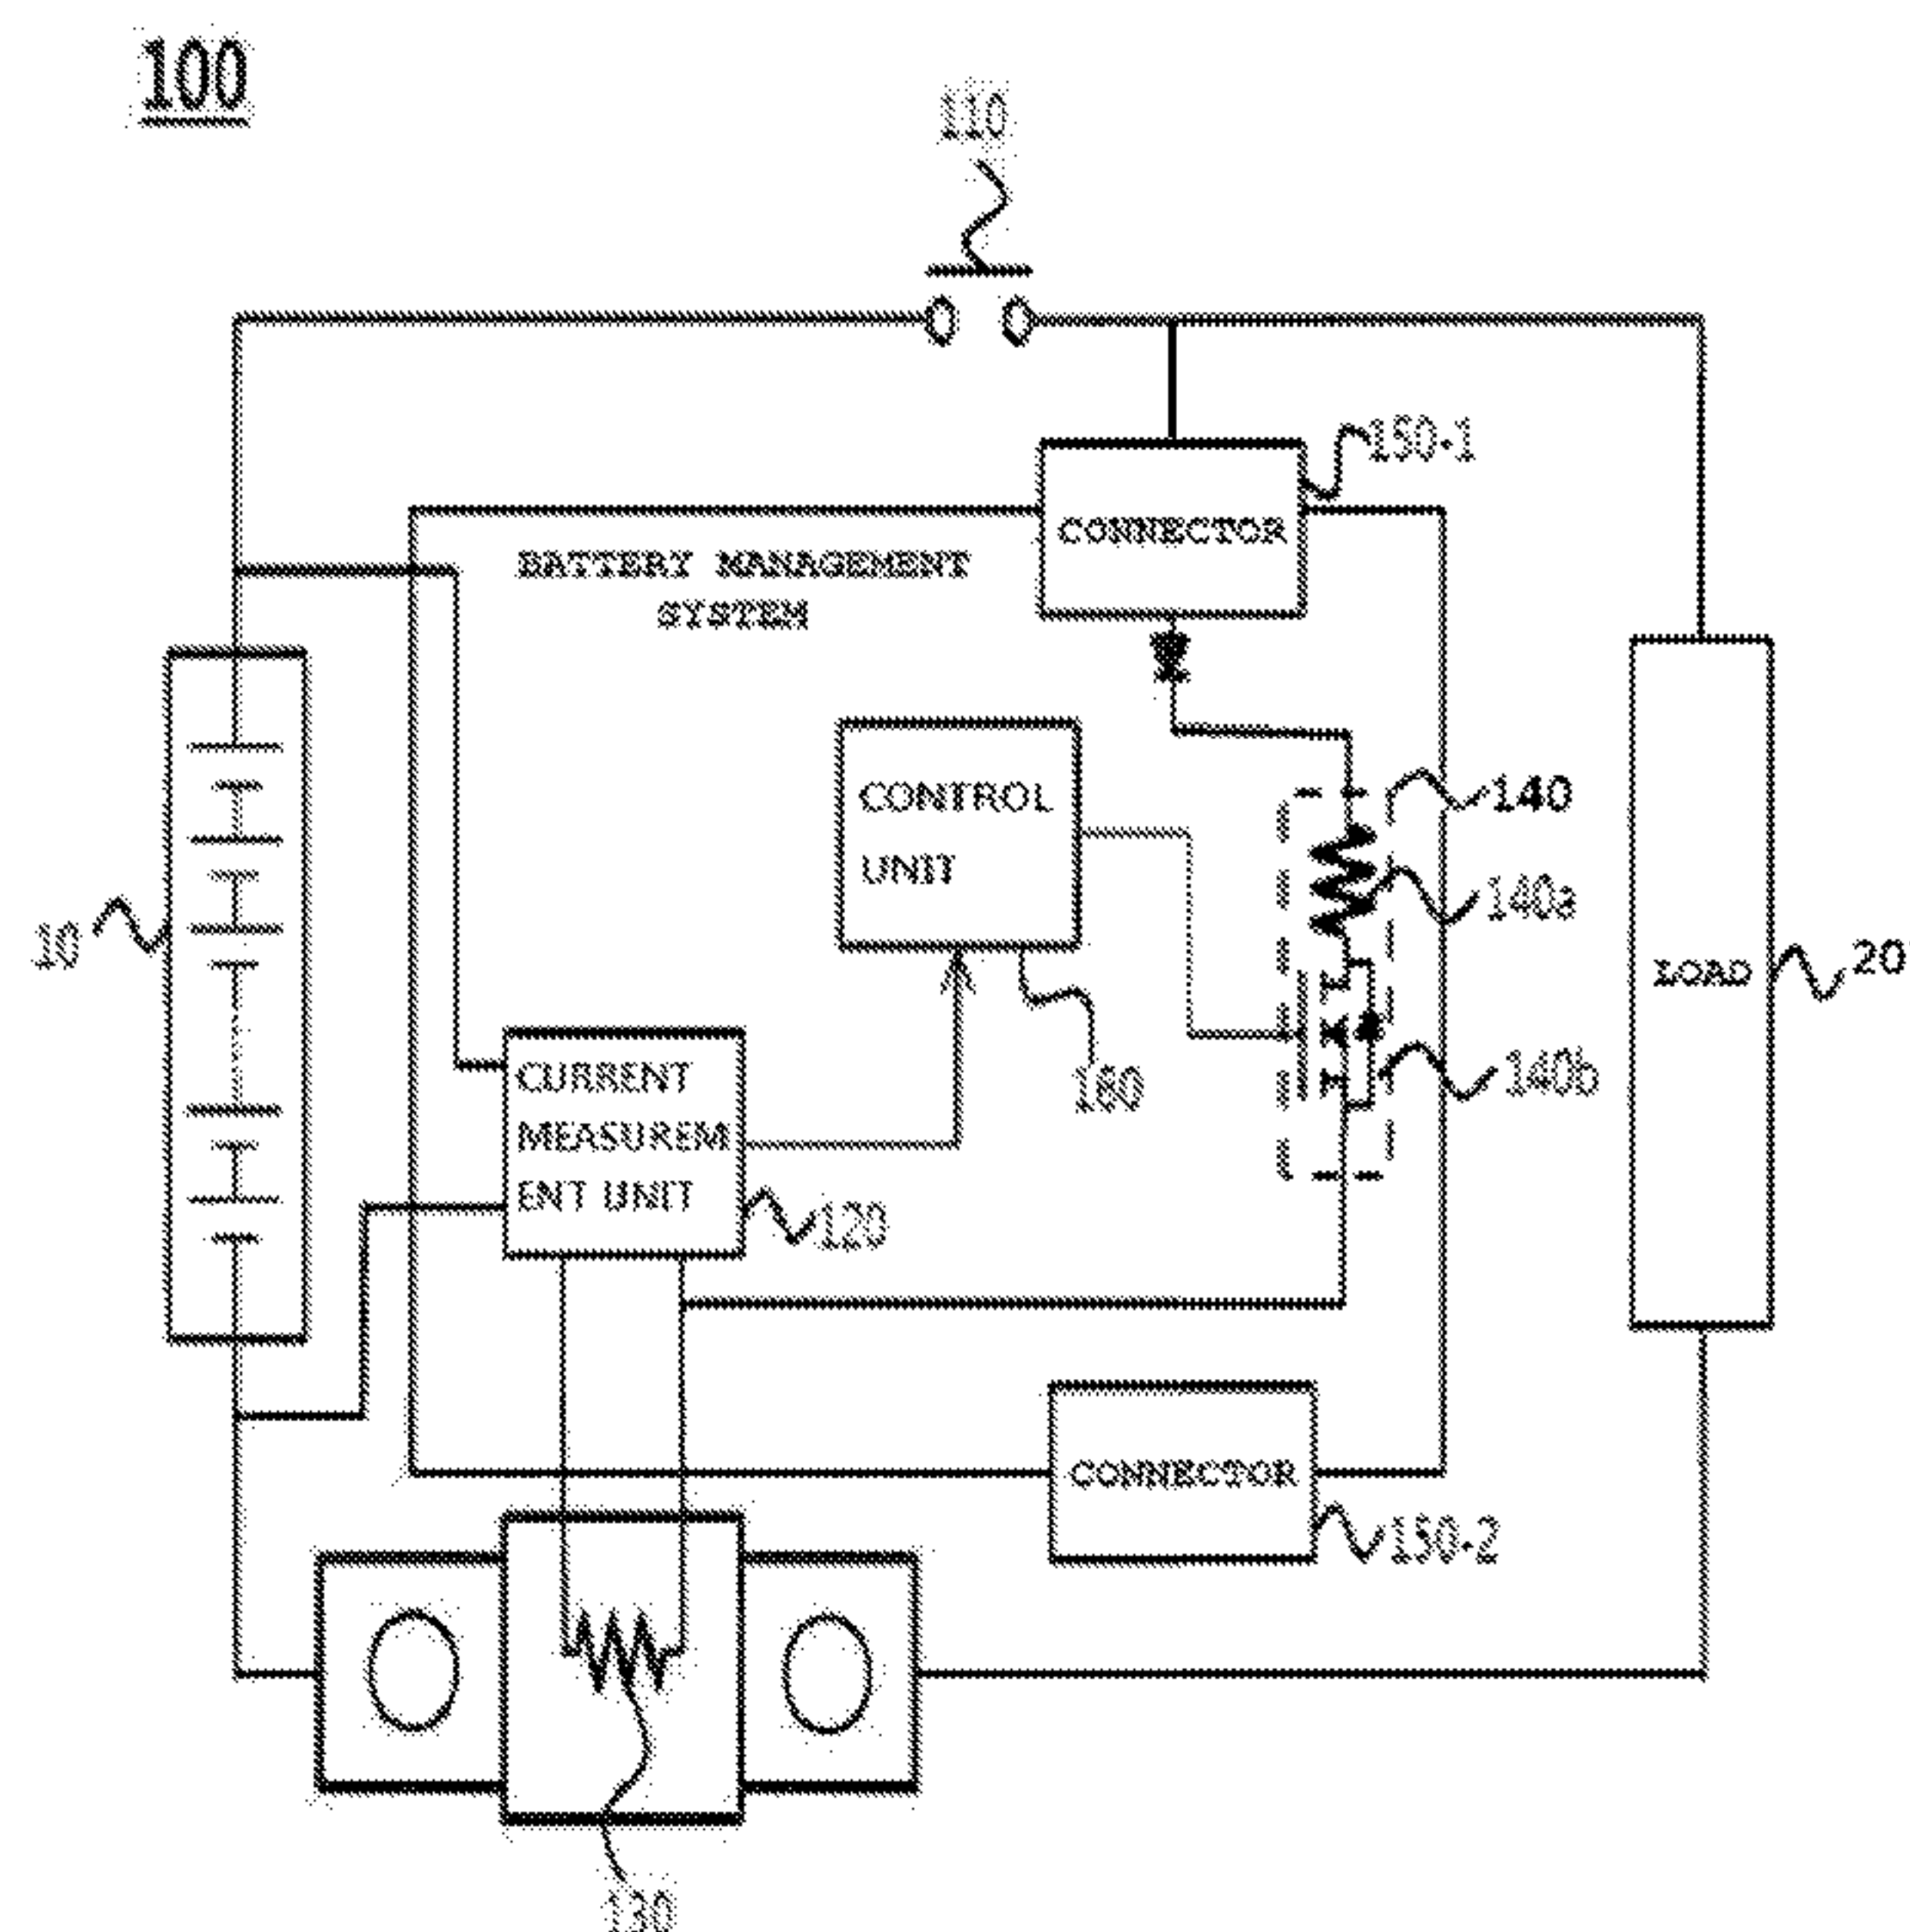 100
110
150-1
CONNECTOR
BATTERY MANAGEMENT
SYSTEM
CONTROL
UNIT
140
140a
10
LOAD
20
CURRENT
MEASUREM
ENT UNIT
160
140b
120
CONNECTOR
150-2
130